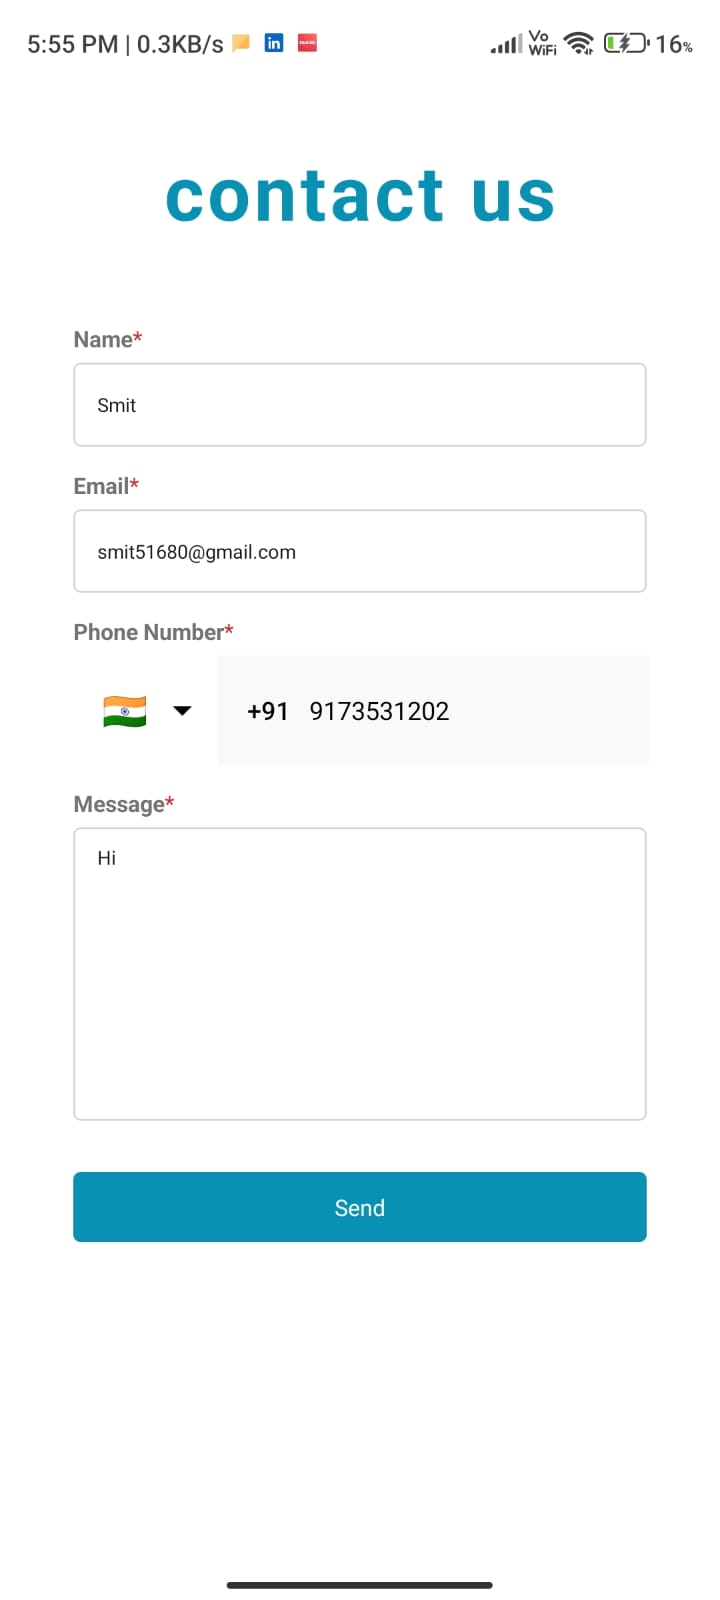 5:55 PM | 0.3KB/s in Vo WiFi 16%
contact us
Name*
Smit
Email*
smit51680@gmail.com
Phone Number*
+91 9173531202
Message*
Hi
Send